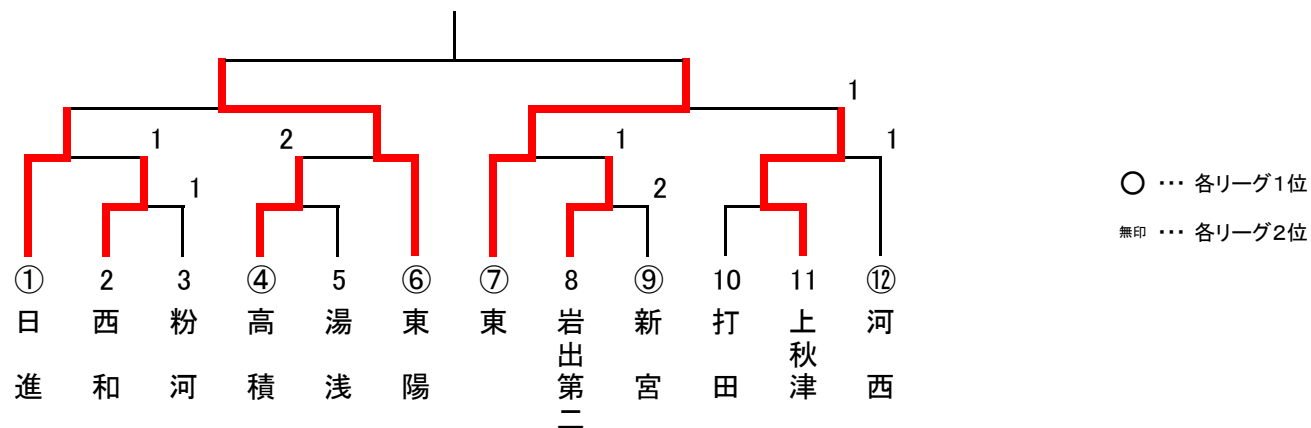 1
1 2 1 1
1 2
○ … 各リーグ1位
無印 … 各リーグ2位
① 2 3 ④ 5 ⑥ ⑦ 8 ⑨ 10 11 ⑫
日進
西和
粉河
高積
湯浅
東陽
東
岩出第二
新宮
打田
上秋津
河西